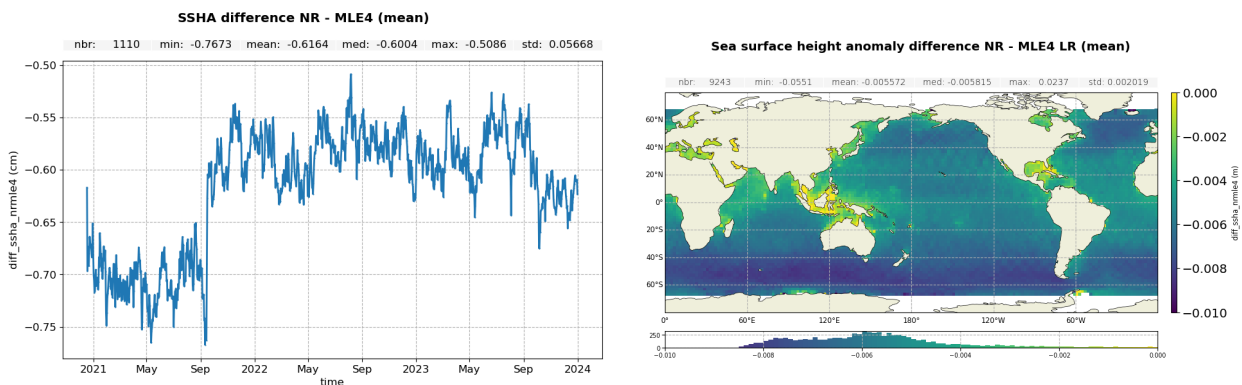 SSHA difference NR - MLE4 (mean)
nbr: 1110 min: -0.7673 mean: -0.6164 med: -0.6004 max: -0.5086 std: 0.05668
−0.50
−0.55
−0.60
−0.65
−0.70
−0.75
diff_ssha_nrmle4 (cm)
2021 May Sep 2022 May Sep 2023 May Sep 2024
time
Sea surface height anomaly difference NR - MLE4 LR (mean)
nbr: 9243 min: -0.0551 mean: -0.005572 med: -0.005815 max: 0.0237 std: 0.002019
60°N
40°N
20°N
0°
20°S
40°S
60°S
0° 60°E 120°E 180° 120°W 60°W
0.000
−0.002
−0.004
−0.006
−0.008
−0.010
diff_ssha_nrmle4 (m)
250
0
−0.010 −0.008 −0.006 −0.004 −0.002 0.000